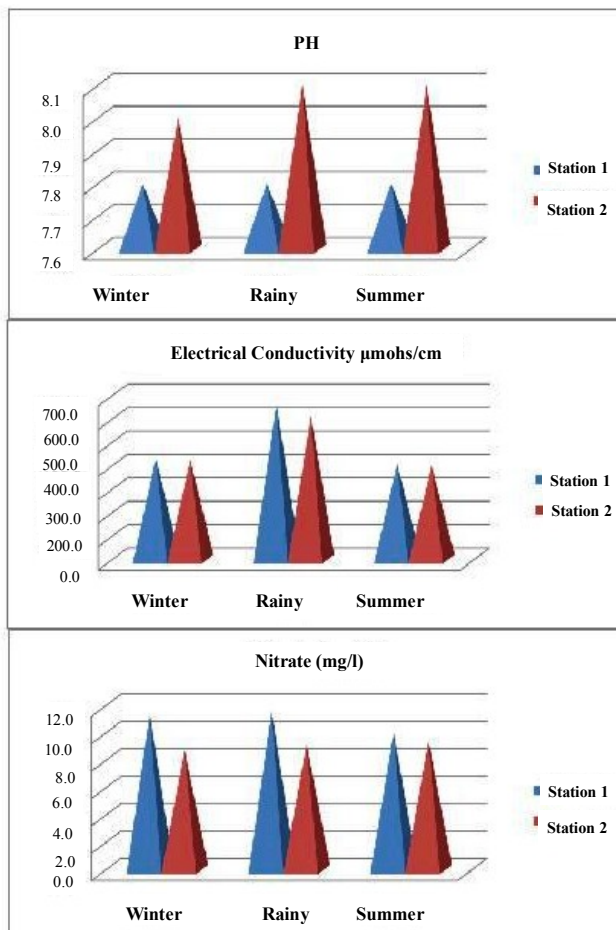 PH
8.1
8.0
7.9
7.8
7.7
7.6
Winter Rainy Summer
Station 1
Station 2
Electrical Conductivity µmohs/cm
700.0
600.0
500.0
400.0
300.0
200.0
0.0
Winter Rainy Summer
Station 1
Station 2
Nitrate (mg/l)
12.0
10.0
8.0
6.0
4.0
2.0
0.0
Winter Rainy Summer
Station 1
Station 2